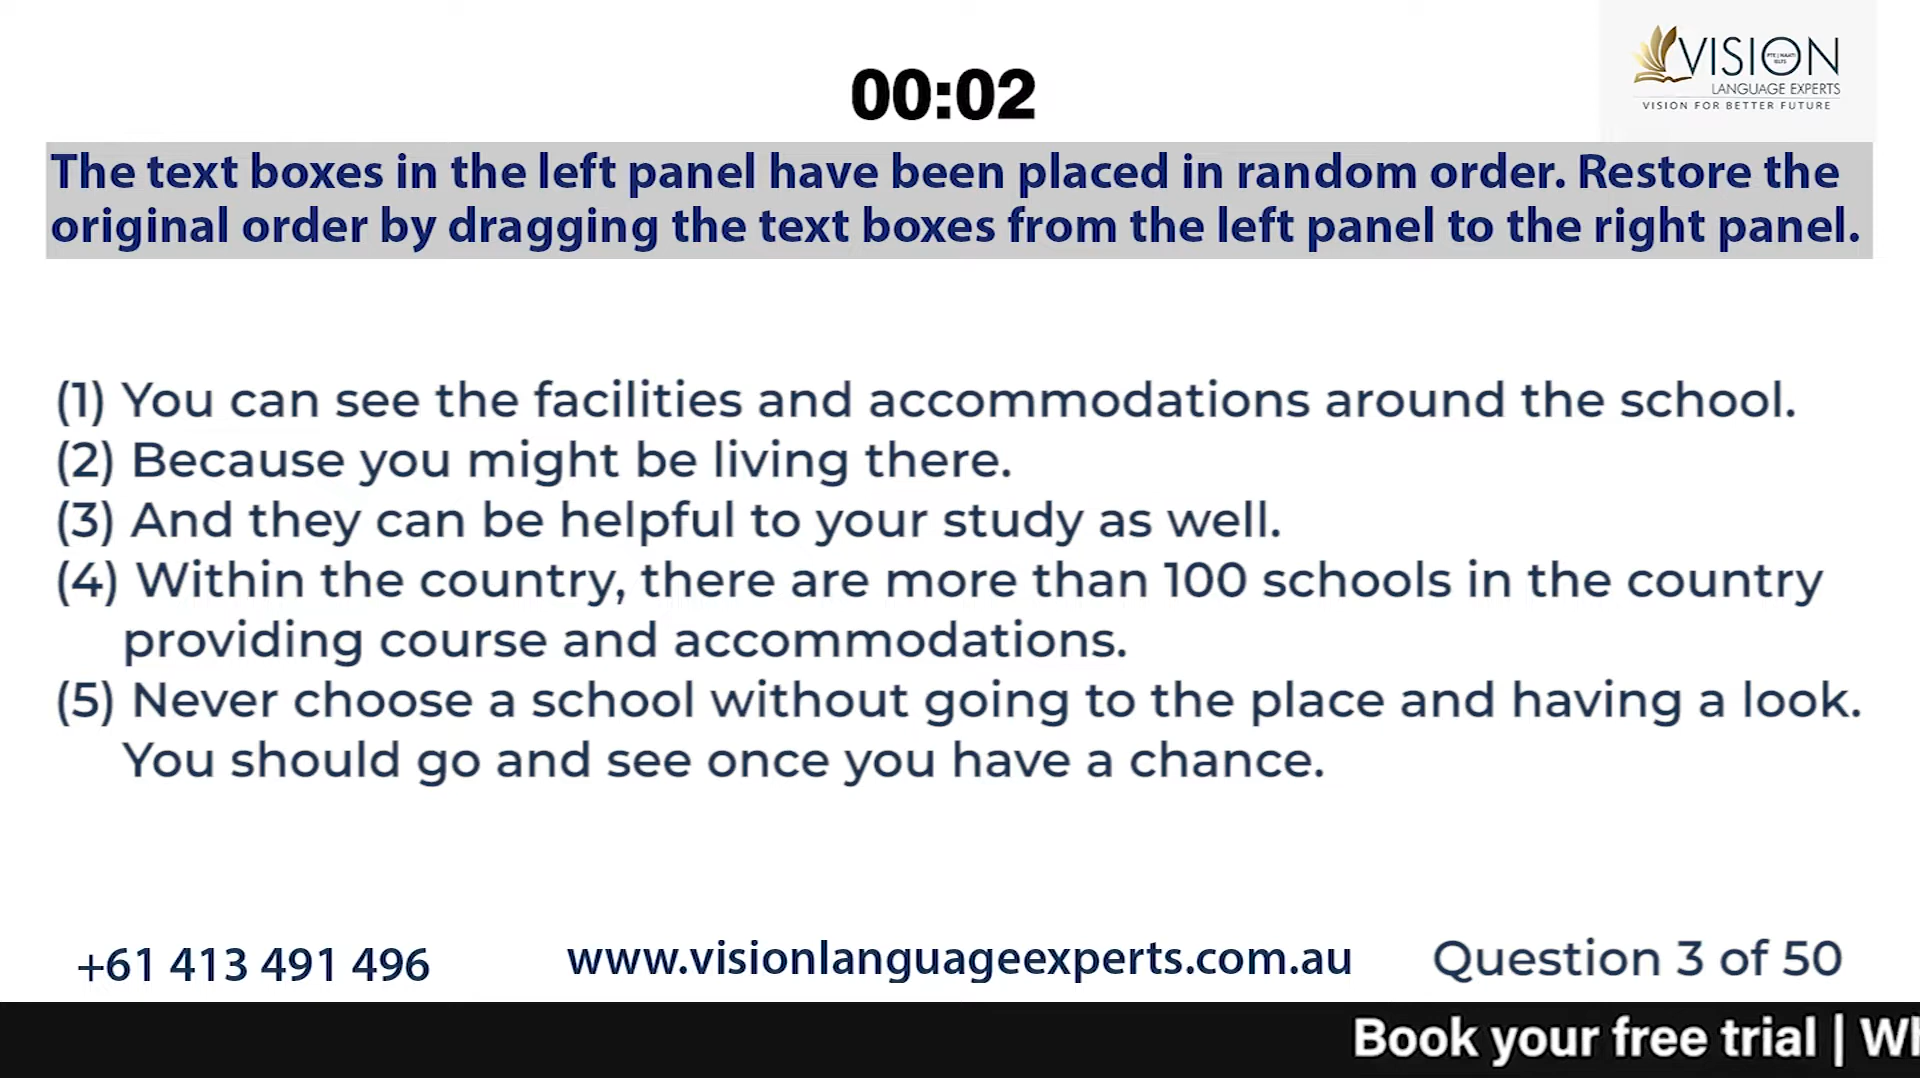 VISION
PTE | NAATI
IELTS
LANGUAGE EXPERTS
VISION FOR BETTER FUTURE
00:02
The text boxes in the left panel have been placed in random order. Restore the
original order by dragging the text boxes from the left panel to the right panel.
(1) You can see the facilities and accommodations around the school.
(2) Because you might be living there.
(3) And they can be helpful to your study as well.
(4) Within the country, there are more than 100 schools in the country
providing course and accommodations.
(5) Never choose a school without going to the place and having a look.
You should go and see once you have a chance.
+61 413 491 496
www.visionlanguageexperts.com.au
Question 3 of 50
Book your free trial | Wh